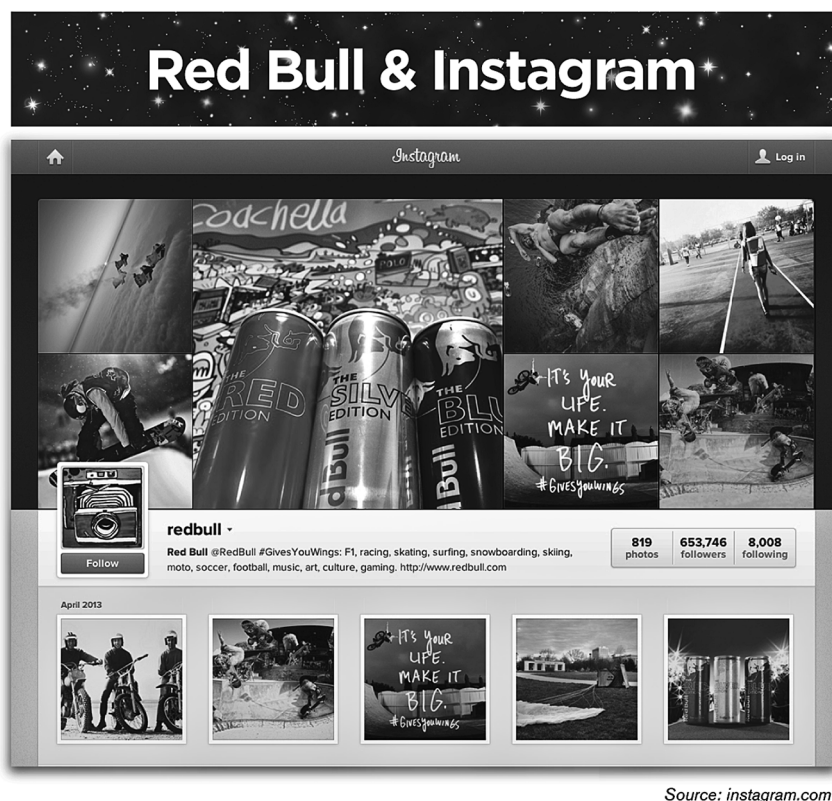 Red Bull & Instagram
Instagram
Log in
Coachella
POLO
THE
RED
EDITION
THE
SILV
EDITION
THE
BLU
EDITION
d Bull
Bull
IT'S YOUR
LIFE.
MAKE IT
BIG.
#GIVESYOUWINGS
redbull
Red Bull @RedBull #GivesYouWings: F1, racing, skating, surfing, snowboarding, skiing,
moto, soccer, football, music, art, culture, gaming. http://www.redbull.com
Follow
819
photos
653,746
followers
8,008
following
April 2013
IT'S YOUR
LIFE.
MAKE IT
BIG.
#GIVESYOUWINGS
Source: instagram.com